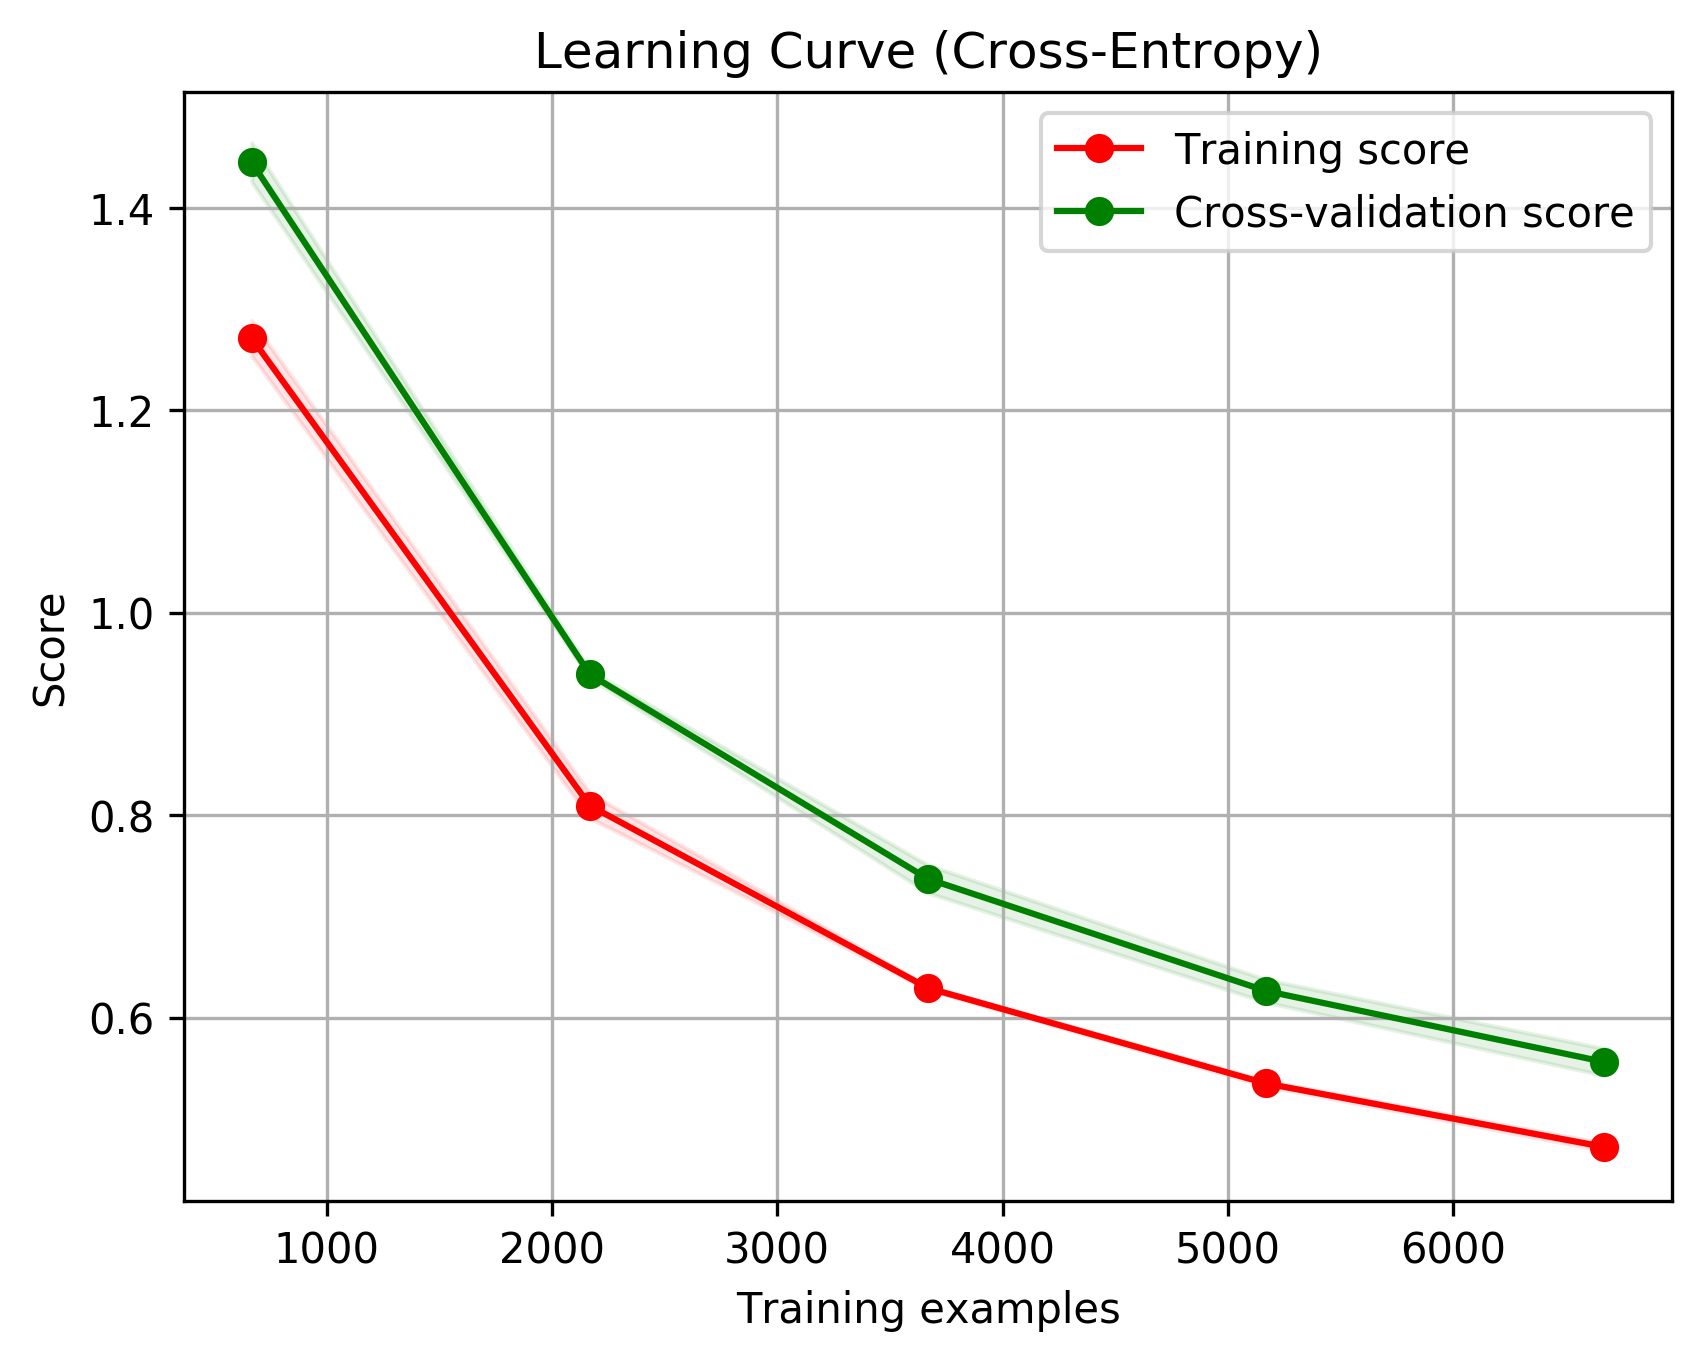 Learning Curve (Cross-Entropy)
Training score
Cross-validation score
1.4
1.2
1.0
0.8
0.6
Score
1000 2000 3000 4000 5000 6000
Training examples